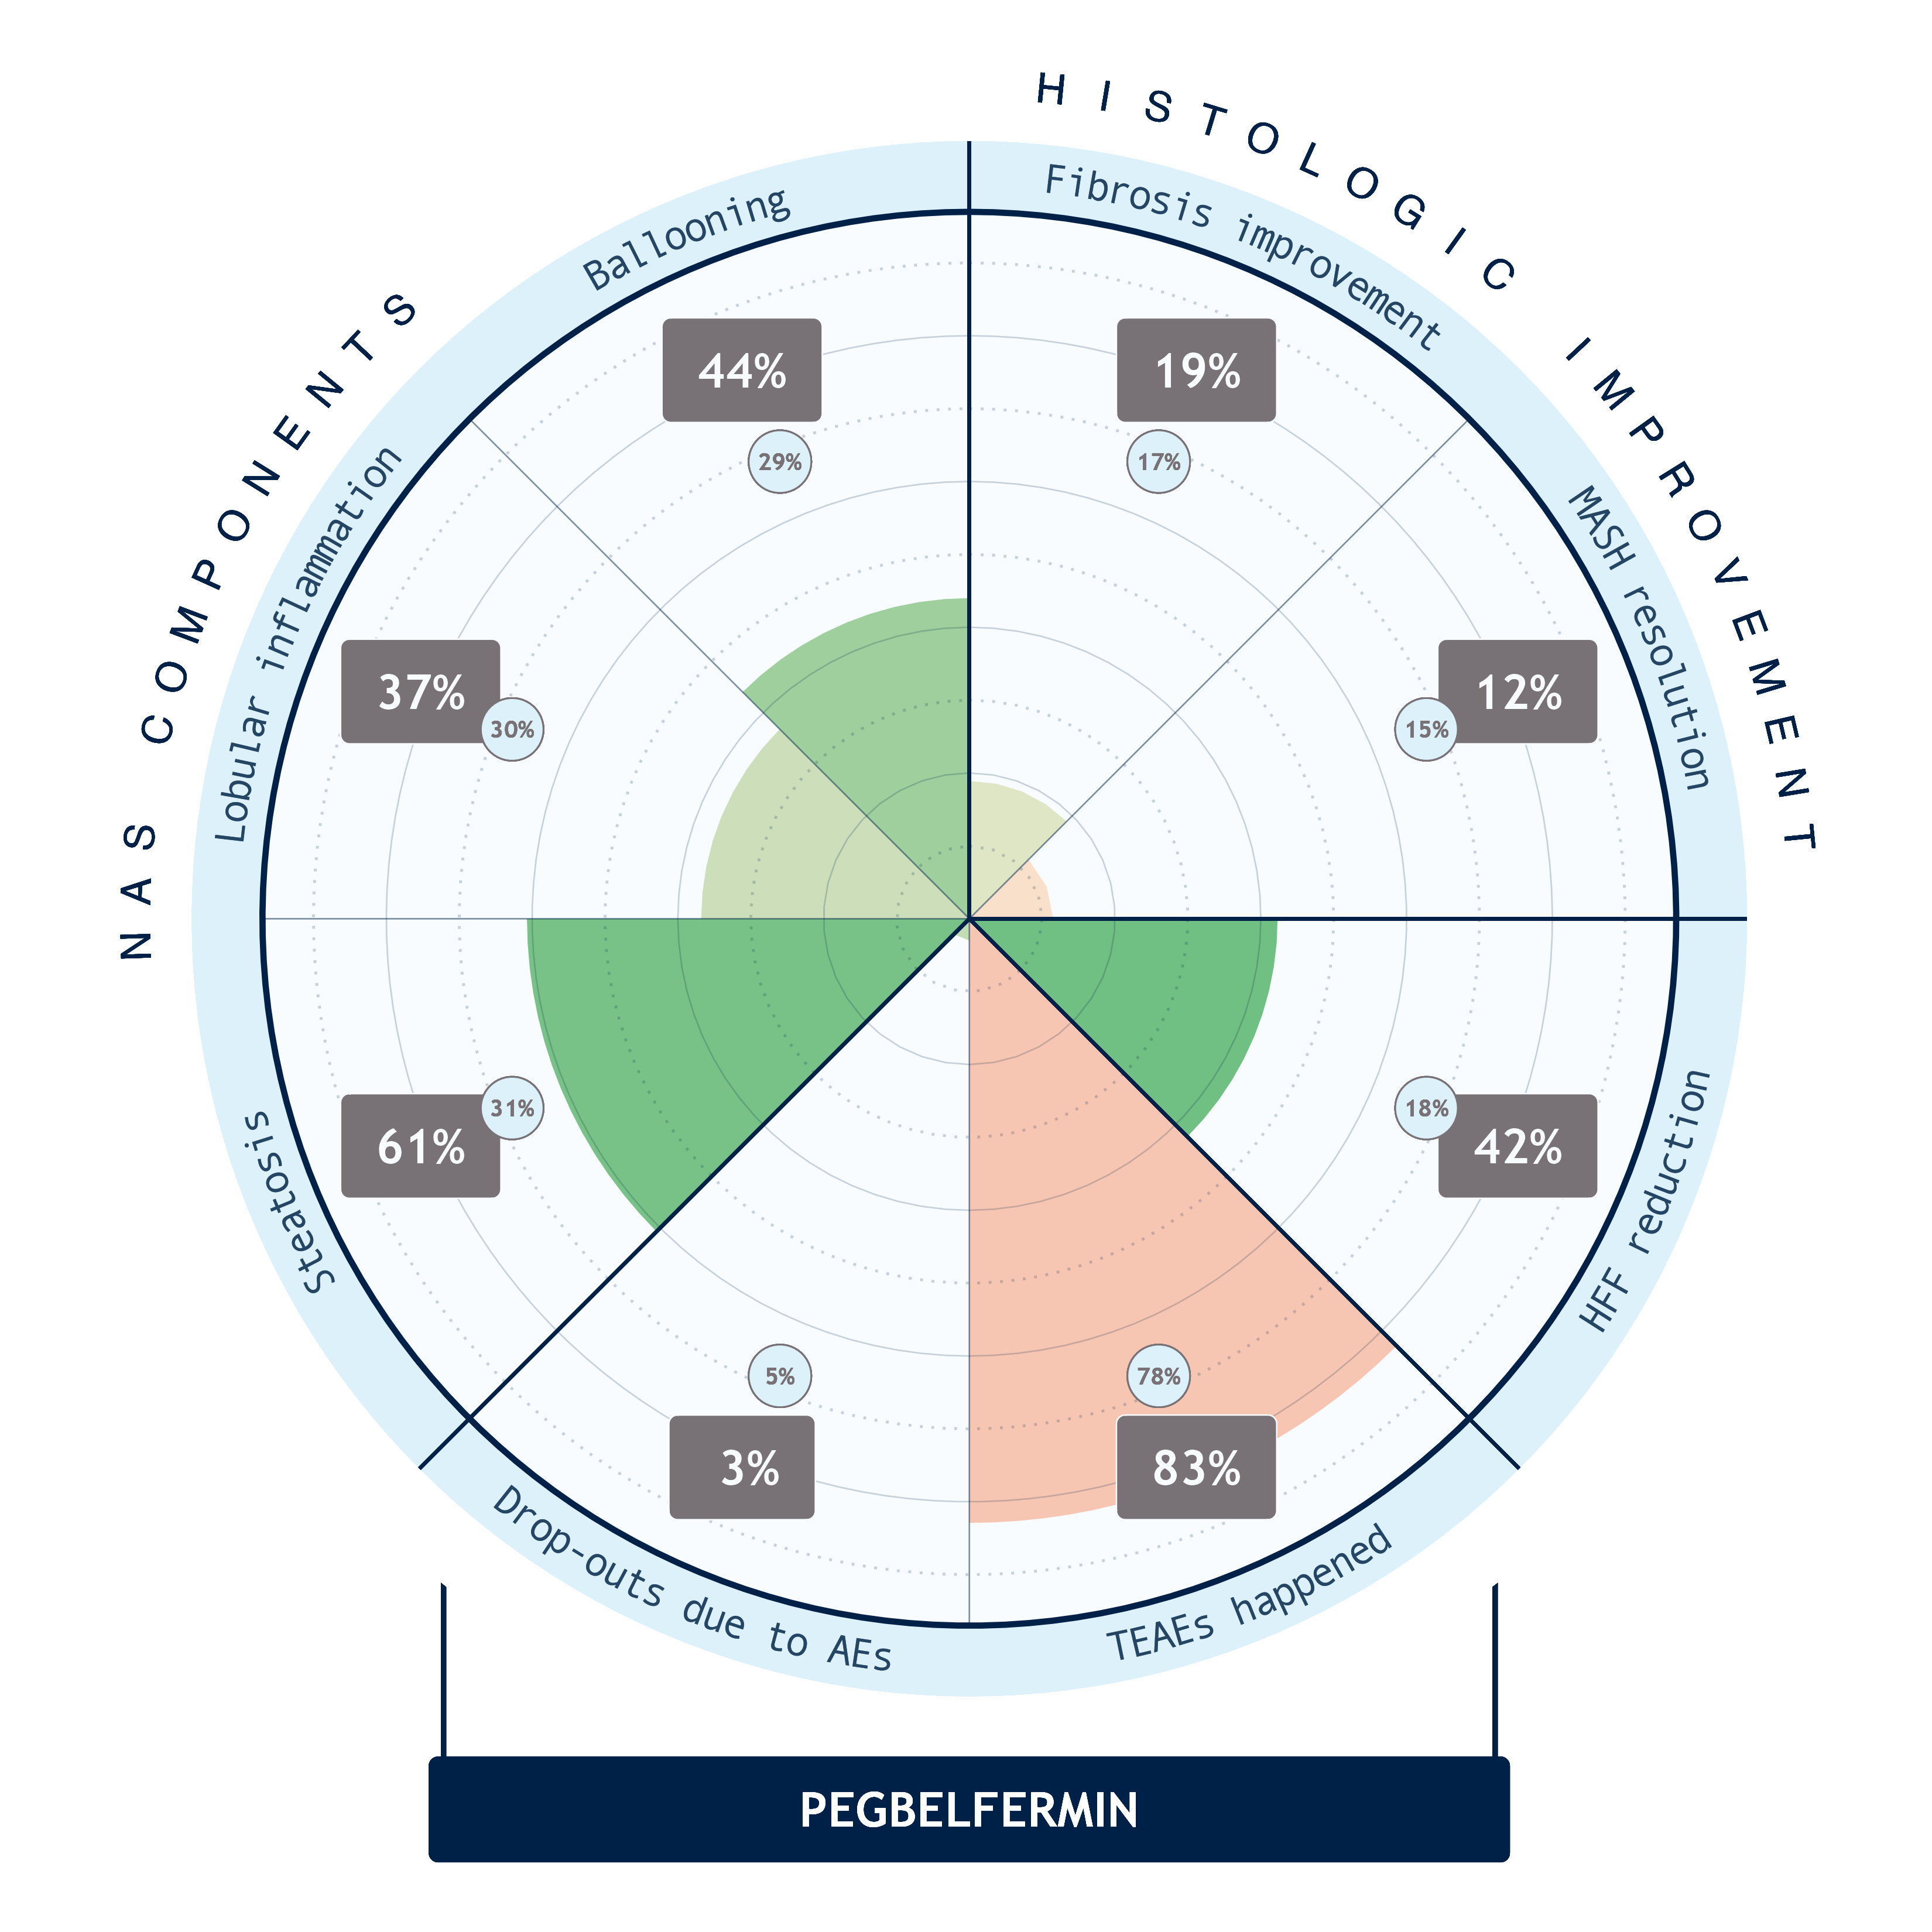 HISTOLOGIC IMPROVEMENT
NAS COMPONENTS
Fibrosis improvement
19%
17%
MASH resolution
12%
15%
HFF reduction
18%
42%
TEAEs happened
78%
83%
Drop-outs due to AEs
5%
3%
Steatosis
31%
61%
Lobular inflammation
37%
30%
Ballooning
44%
29%
PEGBELFERMIN